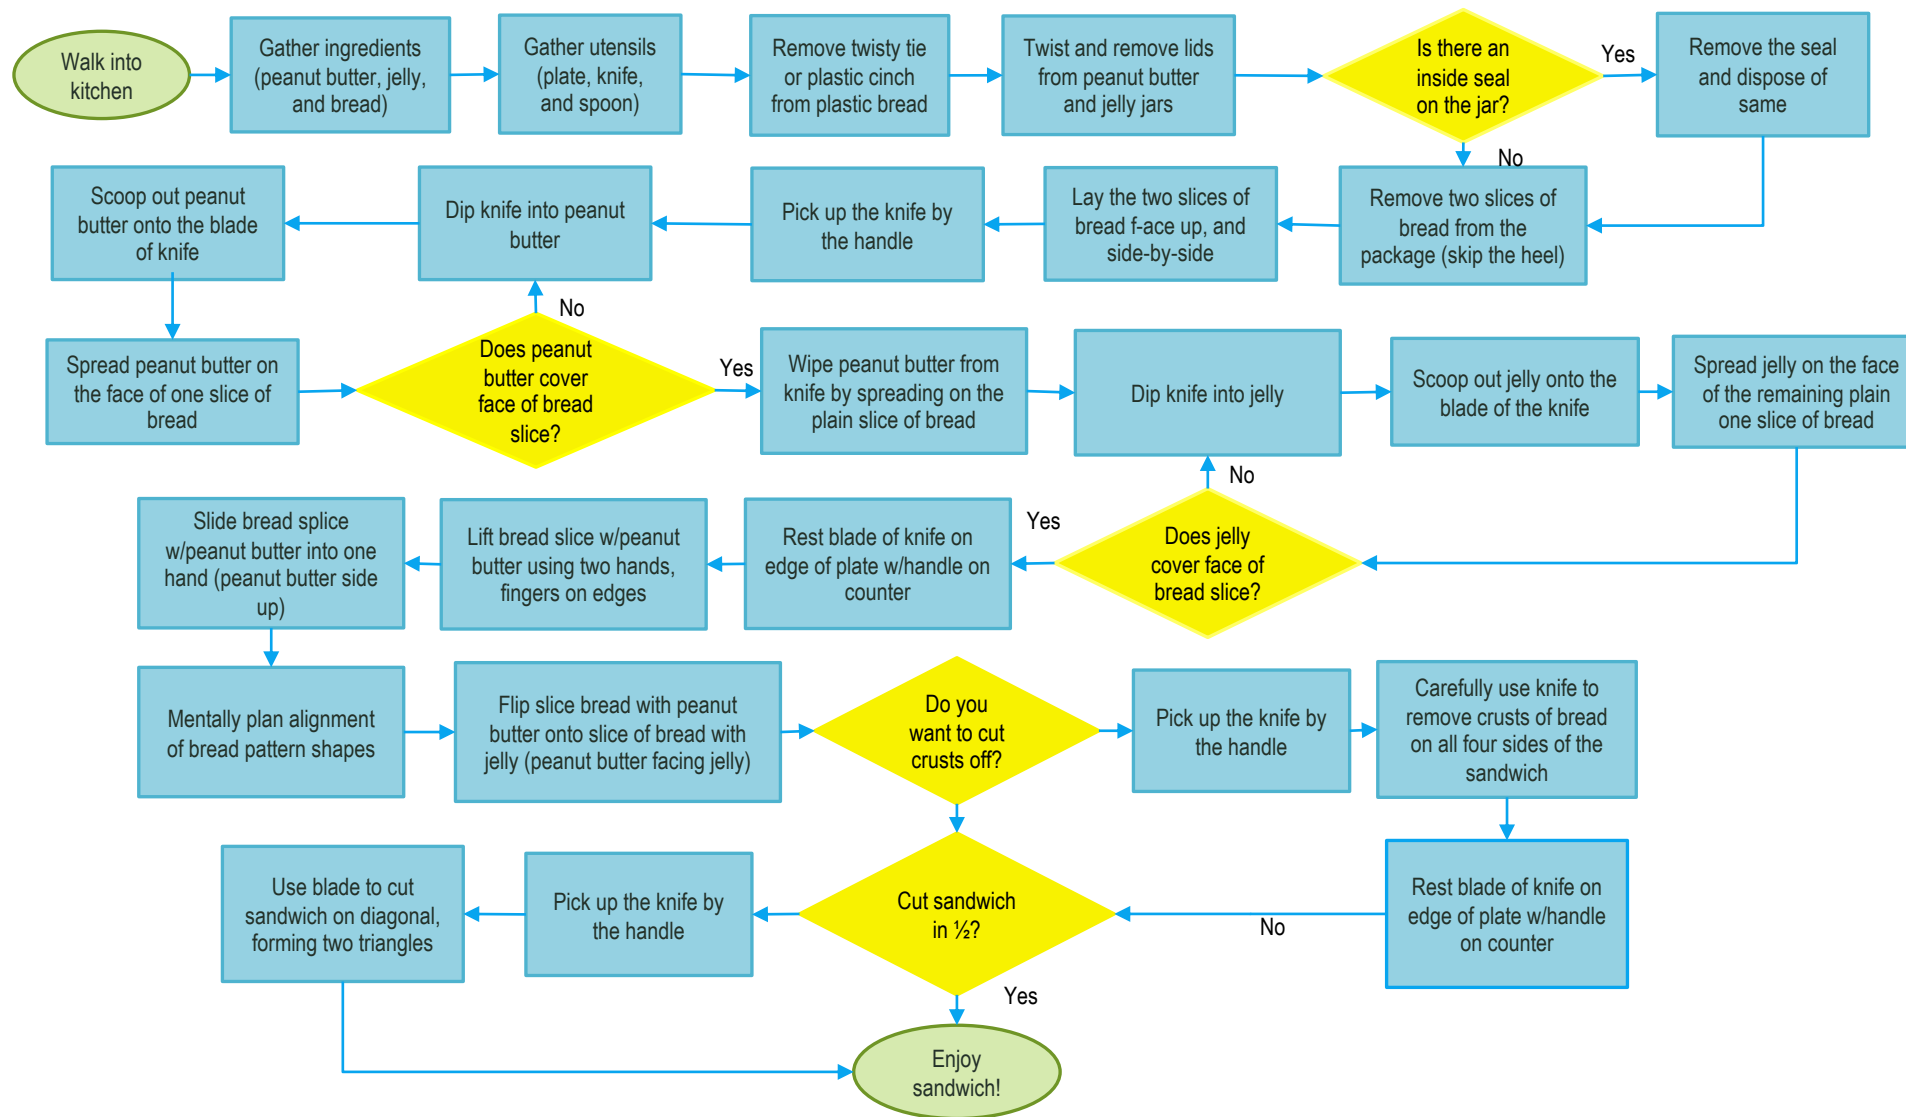 Walk into
kitchen
Gather ingredients
(peanut butter, jelly,
and bread)
Gather utensils
(plate, knife,
and spoon)
Remove twisty tie
or plastic cinch
from plastic bread
Twist and remove lids
from peanut butter
and jelly jars
Is there an
inside seal
on the jar?
Yes
Remove the seal
and dispose of
same
No
Remove two slices of
bread from the
package (skip the heel)
Lay the two slices of
bread f-ace up, and
side-by-side
Pick up the knife by
the handle
Dip knife into peanut
butter
Scoop out peanut
butter onto the blade
of knife
Spread peanut butter on
the face of one slice of
bread
No
Does peanut
butter cover
face of bread
slice?
Yes
Wipe peanut butter from
knife by spreading on the
plain slice of bread
Dip knife into jelly
Scoop out jelly onto the
blade of the knife
Spread jelly on the face
of the remaining plain
one slice of bread
No
Does jelly
cover face of
bread slice?
Yes
Rest blade of knife on
edge of plate w/handle on
counter
Lift bread slice w/peanut
butter using two hands,
fingers on edges
Slide bread splice
w/peanut butter into one
hand (peanut butter side
up)
Mentally plan alignment
of bread pattern shapes
Flip slice bread with peanut
butter onto slice of bread with
jelly (peanut butter facing jelly)
Do you
want to cut
crusts off?
Pick up the knife by
the handle
Carefully use knife to
remove crusts of bread
on all four sides of the
sandwich
Rest blade of knife on
edge of plate w/handle
on counter
No
Cut sandwich
in ½?
Pick up the knife by
the handle
Use blade to cut
sandwich on diagonal,
forming two triangles
Yes
Enjoy
sandwich!